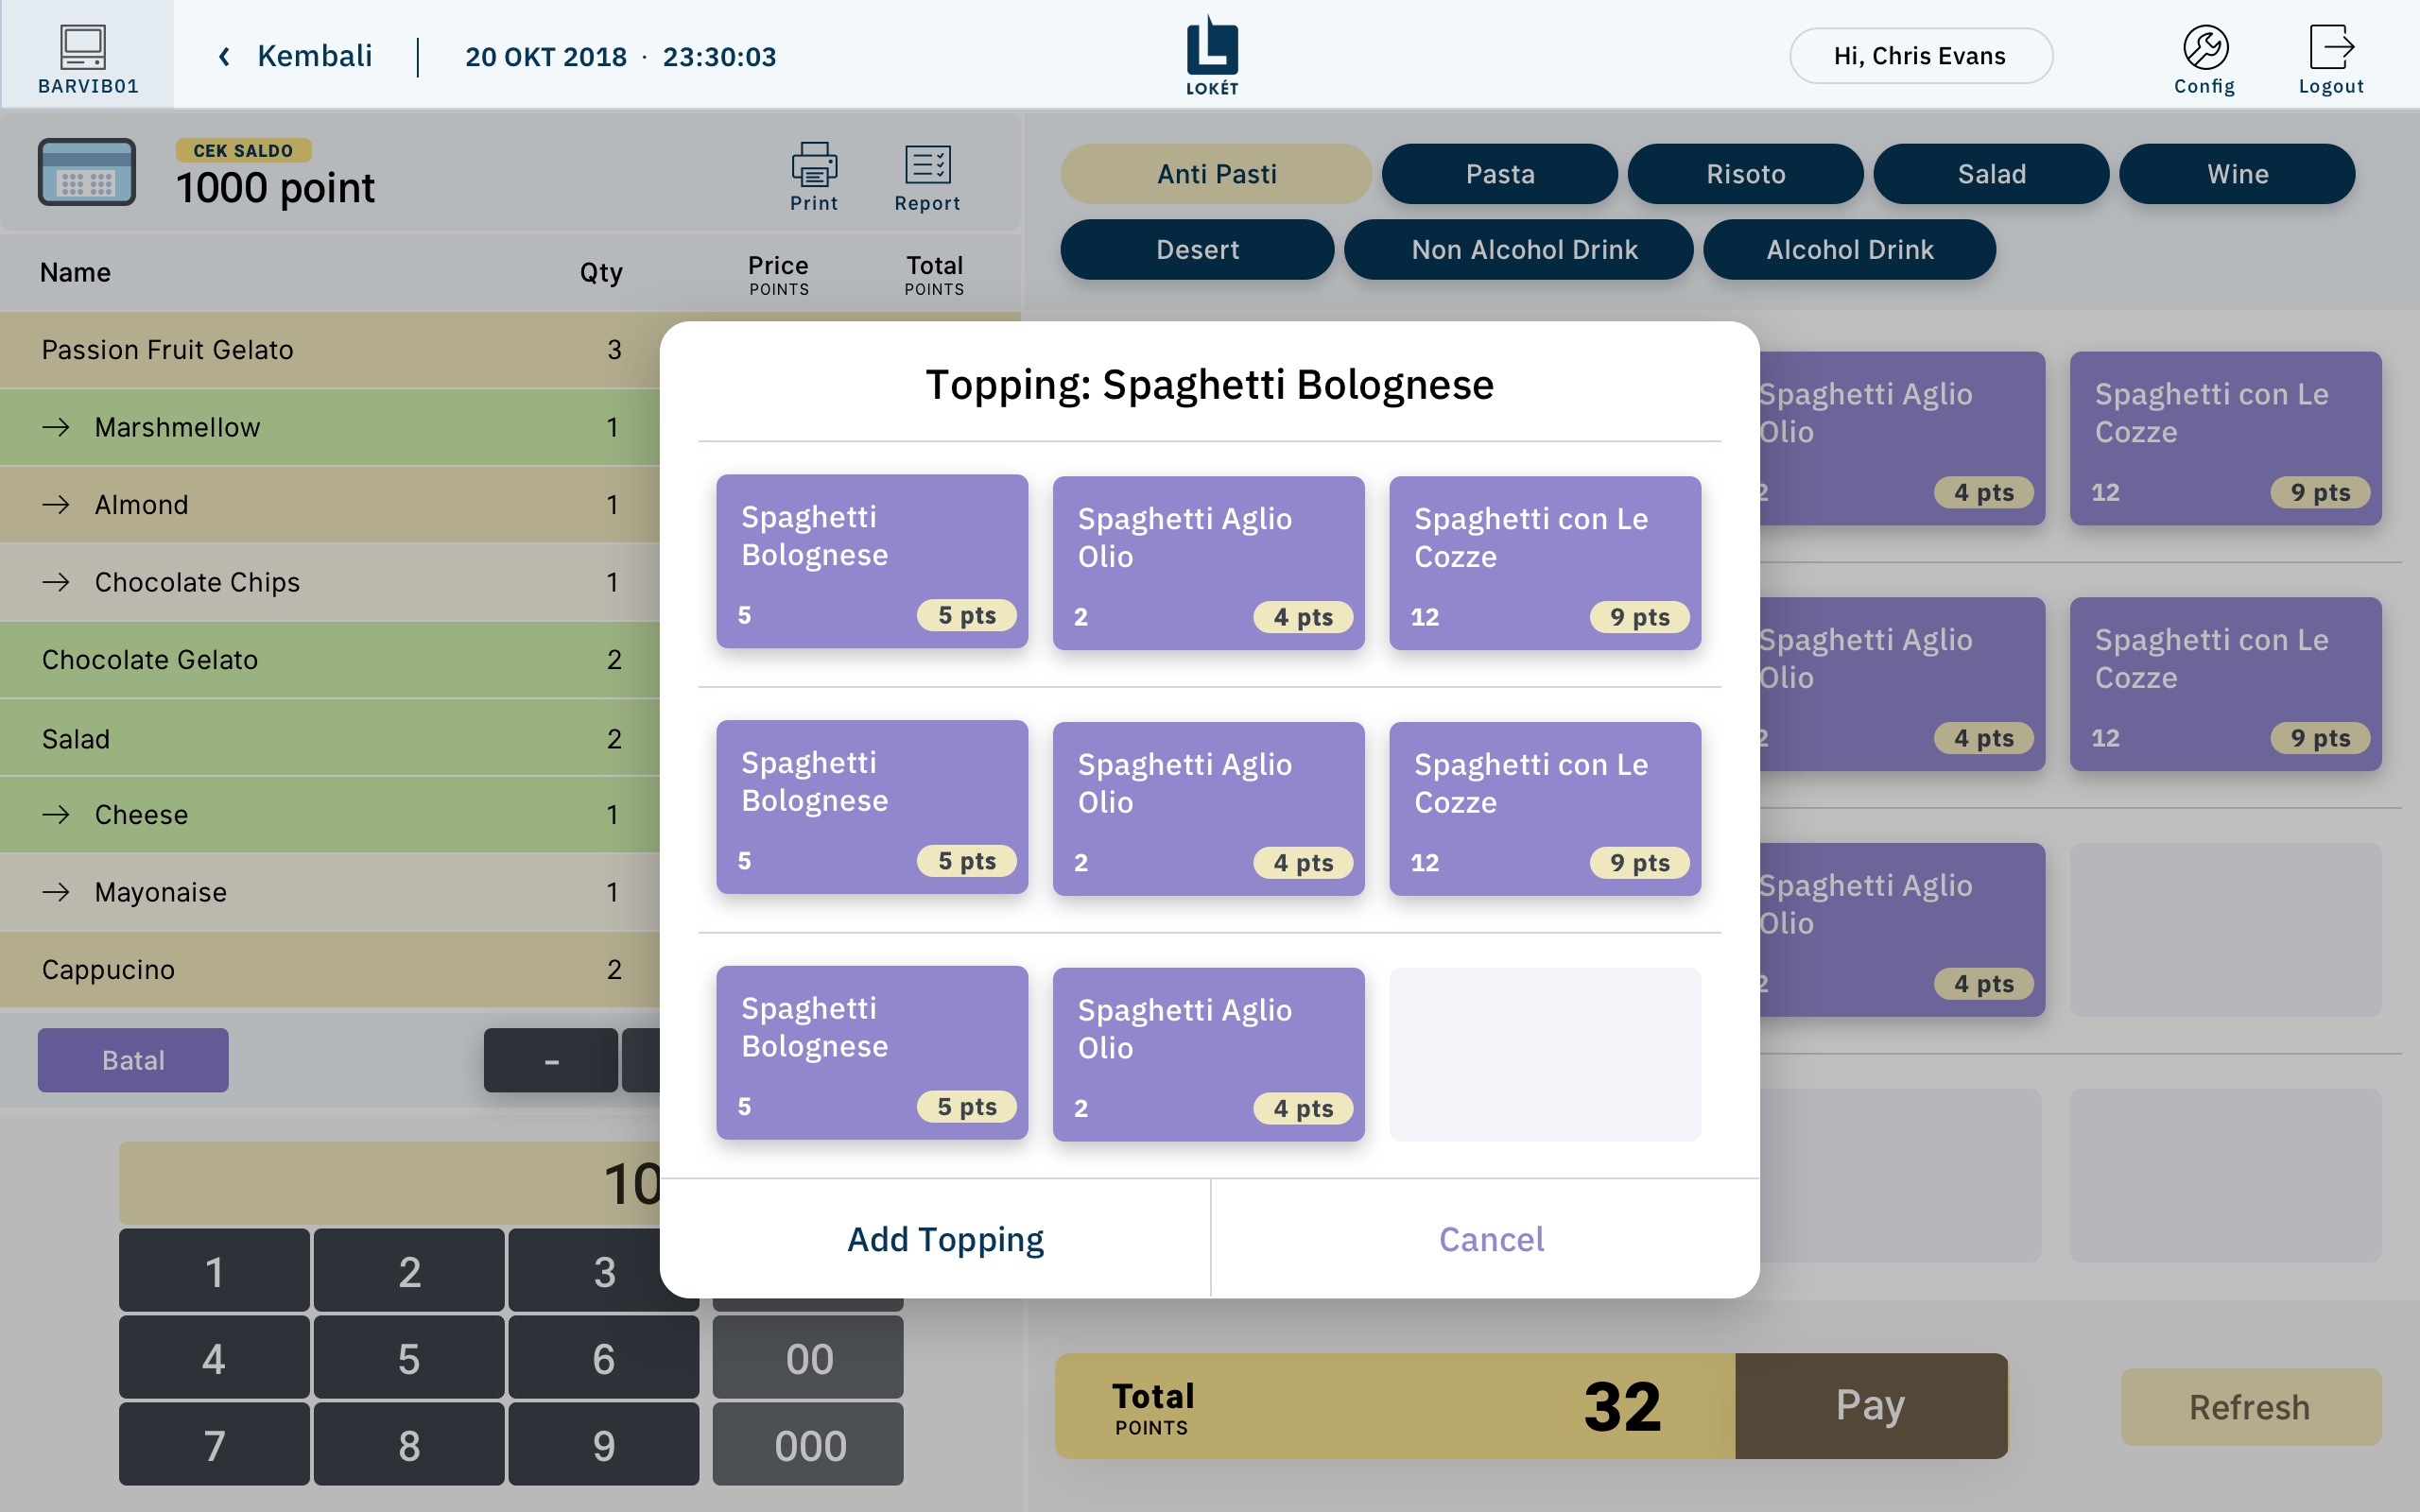 BARVIB01
Kembali
20 OKT 2018 · 23:30:03
LOKÉT
Hi, Chris Evans
Config
Logout
CEK SALDO
1000 point
Print
Report
Name
Qty
Price
POINTS
Total
POINTS
Passion Fruit Gelato 3
→ Marshmellow 1
→ Almond 1
→ Chocolate Chips 1
Chocolate Gelato 2
Salad 2
→ Cheese 1
→ Mayonaise 1
Cappucino 2
Batal
-
10
1 2 3
4 5 6 00
7 8 9 000
Anti Pasti
Pasta
Risoto
Salad
Wine
Desert
Non Alcohol Drink
Alcohol Drink
Topping: Spaghetti Bolognese
Spaghetti
Bolognese
5 5 pts
Spaghetti Aglio
Olio
2 4 pts
Spaghetti con Le
Cozze
12 9 pts
Spaghetti
Bolognese
5 5 pts
Spaghetti Aglio
Olio
2 4 pts
Spaghetti con Le
Cozze
12 9 pts
Spaghetti
Bolognese
5 5 pts
Spaghetti Aglio
Olio
2 4 pts
Add Topping
Cancel
Spaghetti Aglio
Olio
2 4 pts
Spaghetti con Le
Cozze
12 9 pts
Spaghetti Aglio
Olio
2 4 pts
Spaghetti con Le
Cozze
12 9 pts
Spaghetti Aglio
Olio
2 4 pts
Total
POINTS
32
Pay
Refresh